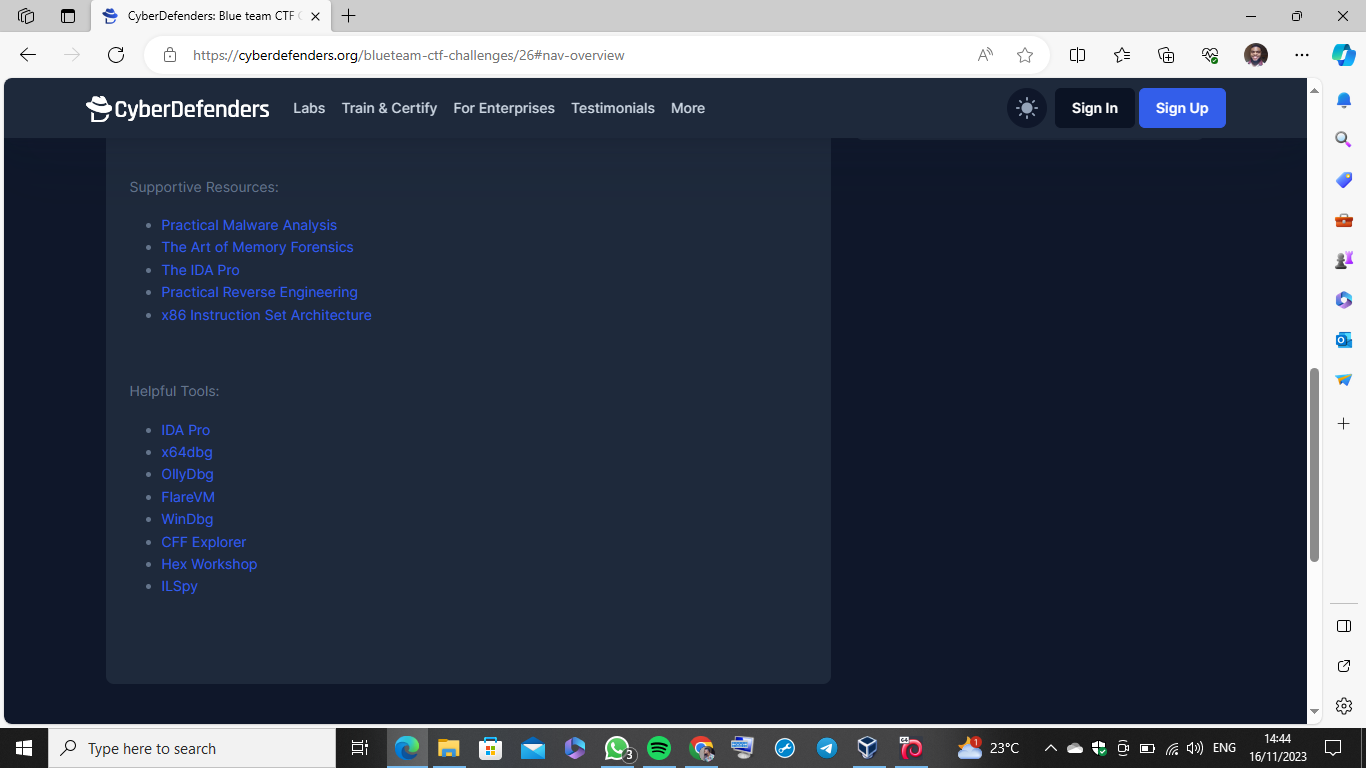 CyberDefenders: Blue team CTF C
https://cyberdefenders.org/blueteam-ctf-challenges/26#nav-overview
CyberDefenders
Labs
Train & Certify
For Enterprises
Testimonials
More
Sign In
Sign Up
Supportive Resources:
Practical Malware Analysis
The Art of Memory Forensics
The IDA Pro
Practical Reverse Engineering
x86 Instruction Set Architecture
Helpful Tools:
IDA Pro
x64dbg
OllyDbg
FlareVM
WinDbg
CFF Explorer
Hex Workshop
ILSpy
Type here to search
3
64
1
23°C
ENG
14:44
16/11/2023